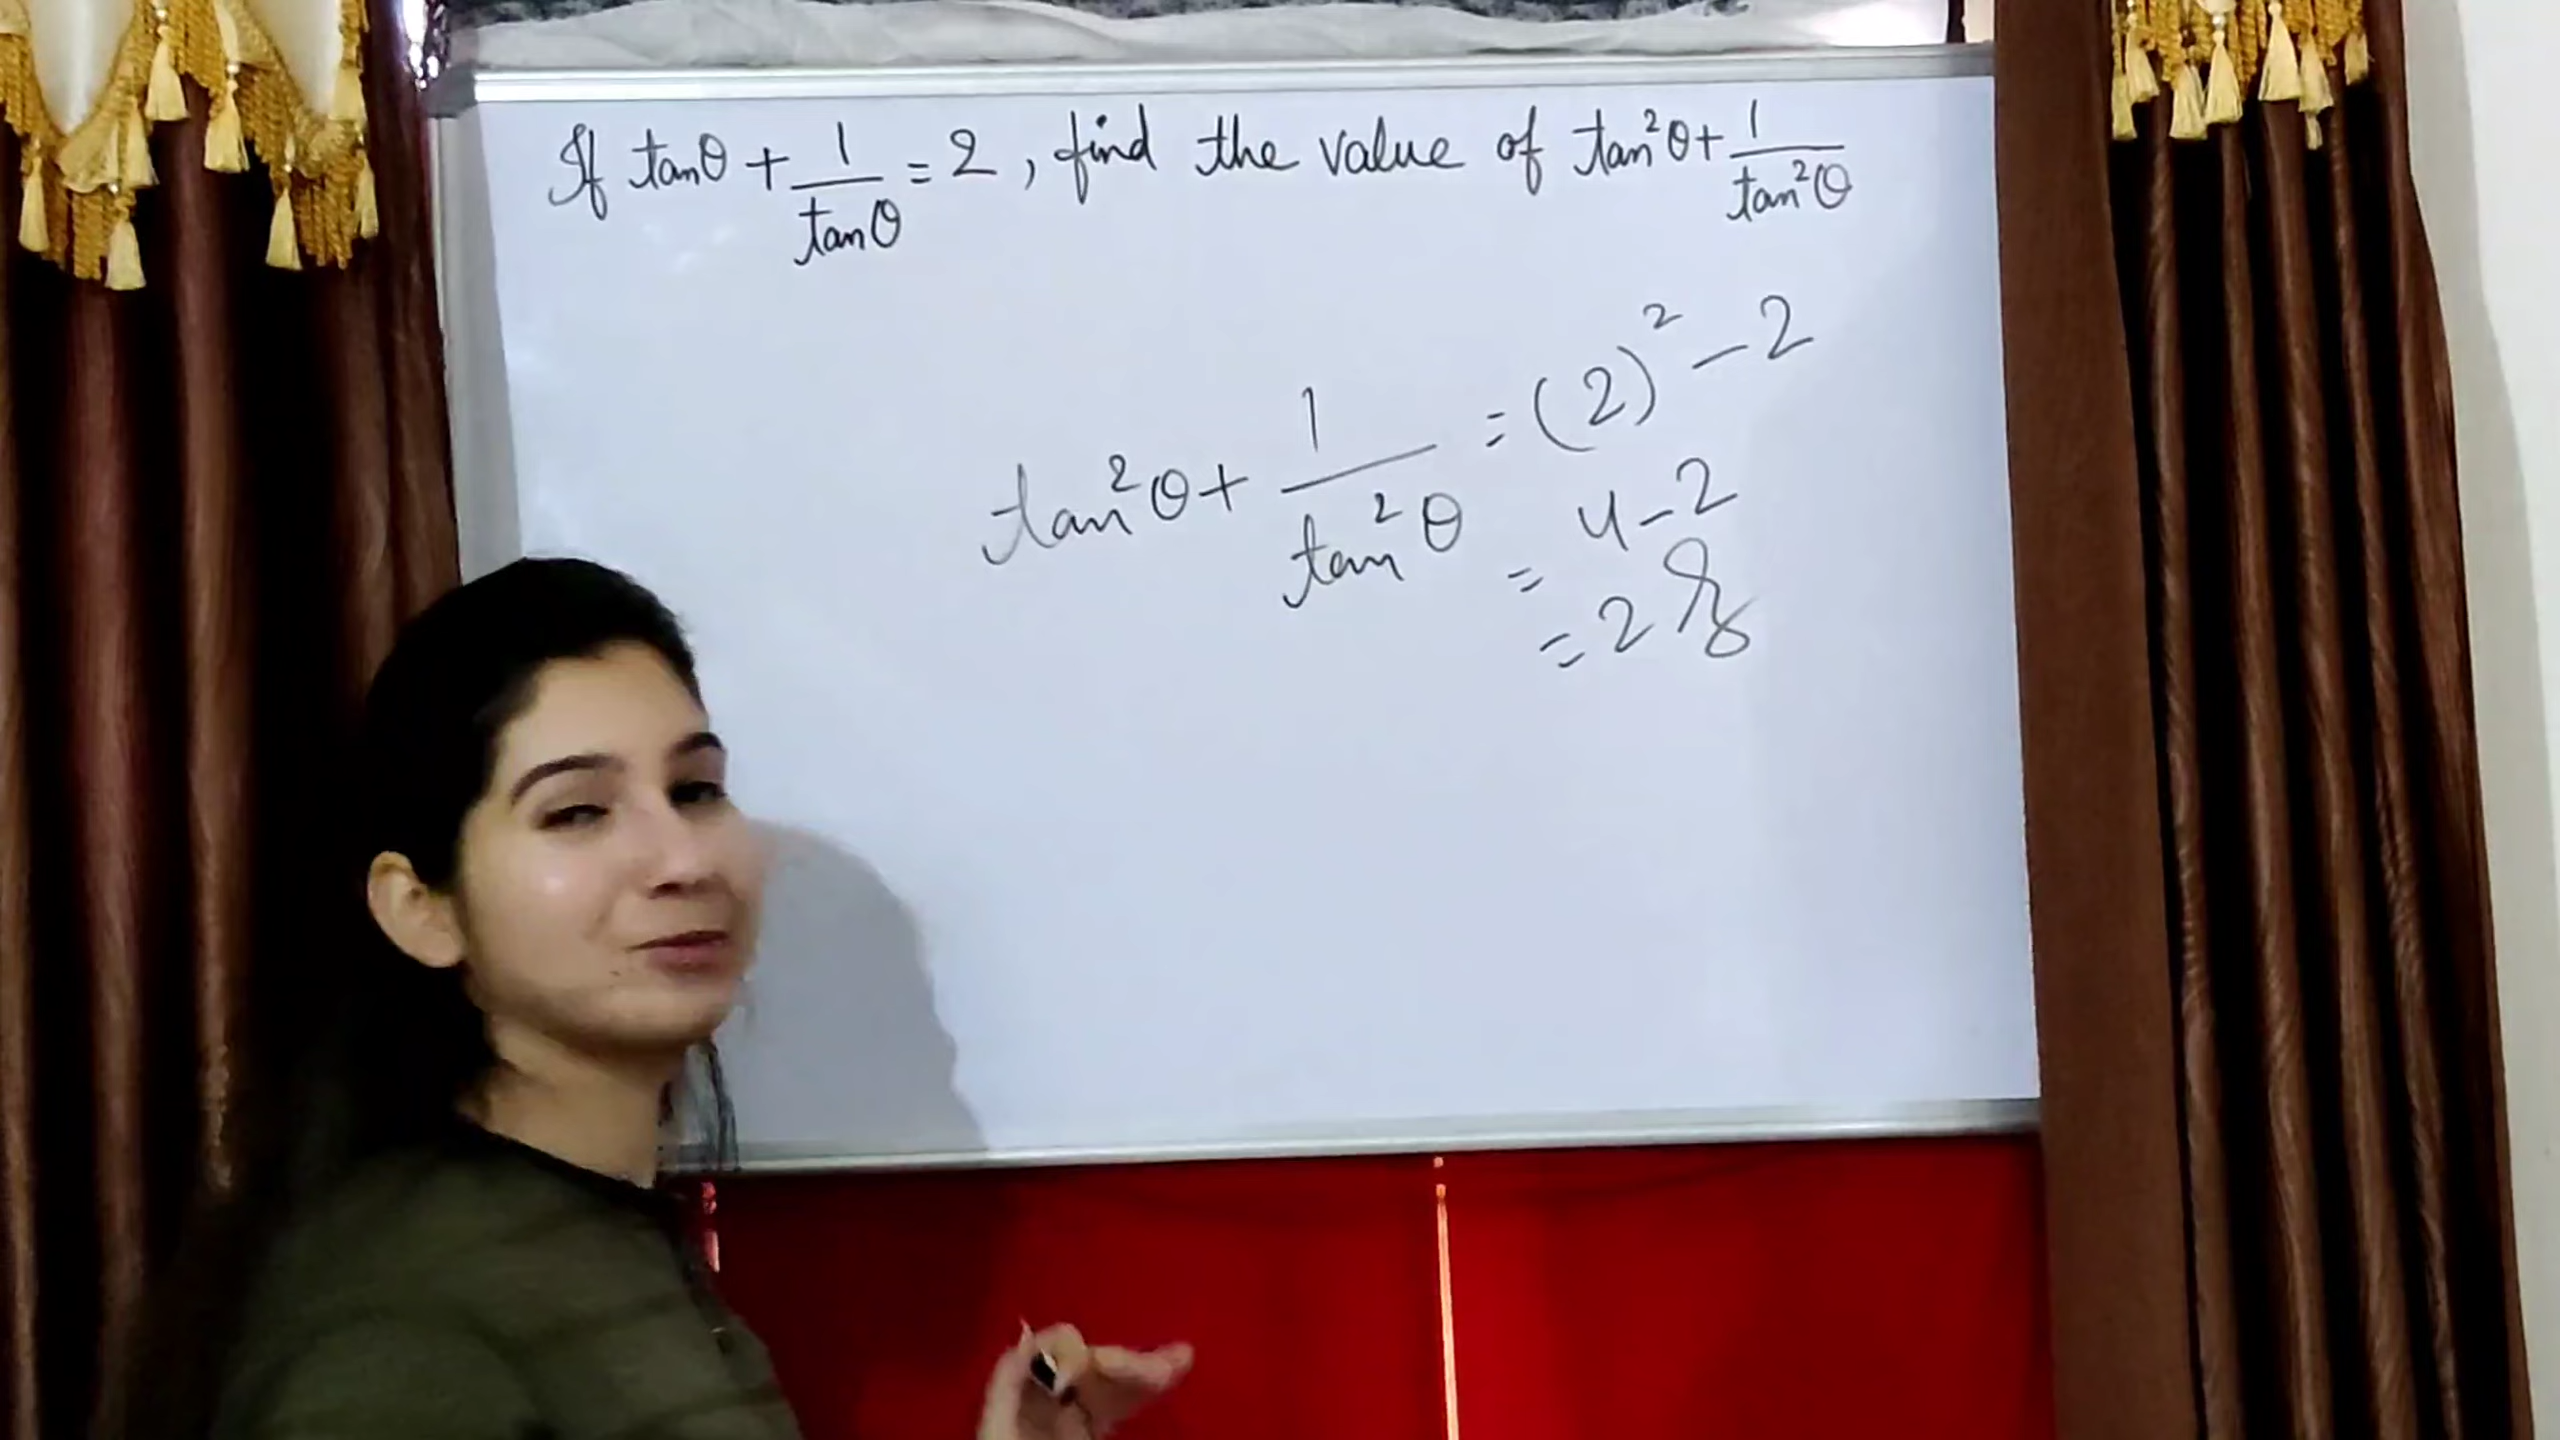 If tanθ + 1/tanθ = 2, find the value of tan²θ + 1/tan²θ
tan²θ + 1/tan²θ = (2)² - 2
= 4 - 2
= 2